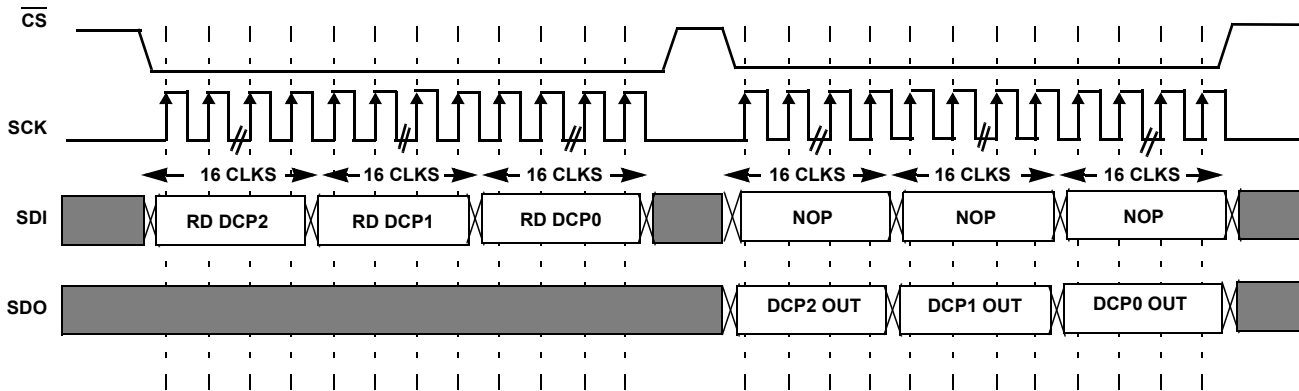 CS
SCK
16 CLKS 16 CLKS 16 CLKS 16 CLKS 16 CLKS 16 CLKS
SDI RD DCP2 RD DCP1 RD DCP0 NOP NOP NOP
SDO DCP2 OUT DCP1 OUT DCP0 OUT